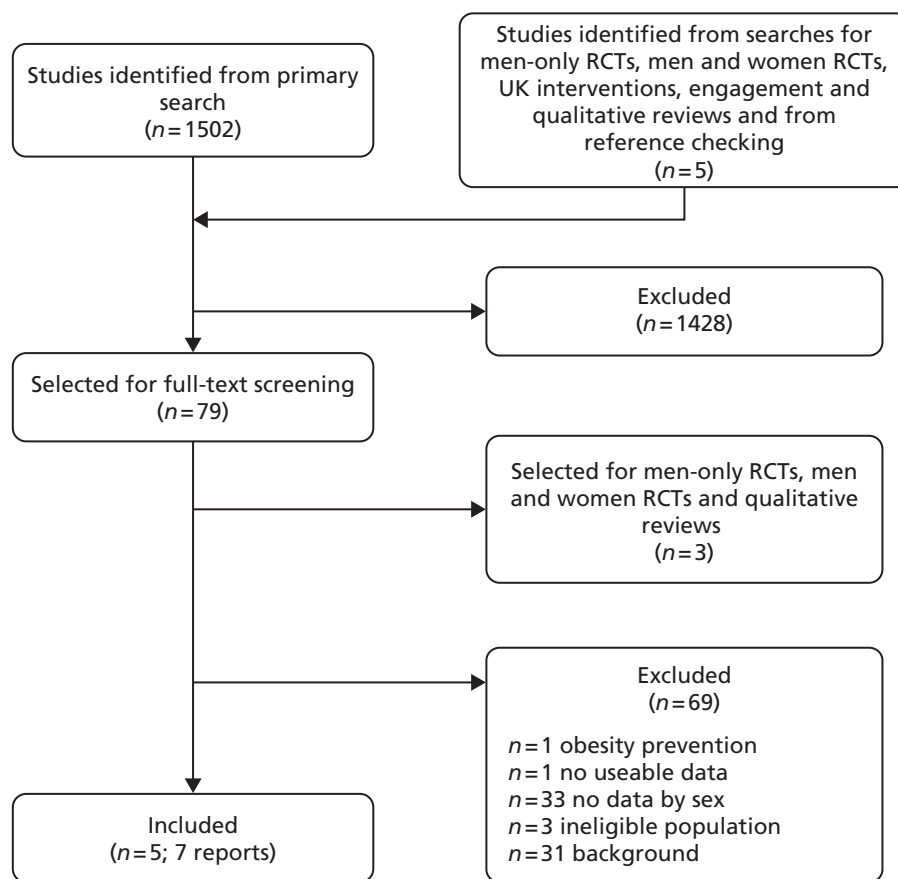 Studies identified from primary
search
(n=1502)
Studies identified from searches for
men-only RCTs, men and women RCTs,
UK interventions, engagement and
qualitative reviews and from
reference checking
(n=5)
Excluded
(n=1428)
Selected for full-text screening
(n=79)
Selected for men-only RCTs, men
and women RCTs and qualitative
reviews
(n=3)
Excluded
(n=69)
n=1 obesity prevention
n=1 no useable data
n=33 no data by sex
n=3 ineligible population
n=31 background
Included
(n=5; 7 reports)